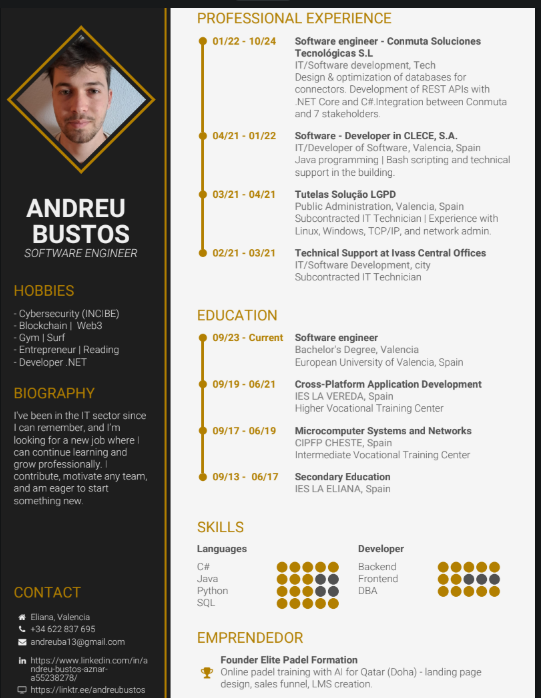 ANDREU
BUSTOS
SOFTWARE ENGINEER
HOBBIES
- Cybersecurity (INCIBE)
- Blockchain | Web3
- Gym | Surf
- Entrepreneur | Reading
- Developer .NET
BIOGRAPHY
I've been in the IT sector since
I can remember, and I'm
looking for a new job where I
can continue learning and
grow professionally. I
contribute, motivate any team,
and am eager to start
something new.
CONTACT
Eliana, Valencia
+34 622 837 695
andreuba13@gmail.com
https://www.linkedin.com/in/a
ndreu-bustos-aznar-
a55238278/
https://linktr.ee/andreubustos
PROFESSIONAL EXPERIENCE
01/22 - 10/24 Software engineer - Conmuta Soluciones
Tecnológicas S.L
IT/Software development, Tech
Design & optimization of databases for
connectors. Development of REST APIs with
.NET Core and C#.Integration between Conmuta
and 7 stakeholders.
04/21 - 01/22 Software - Developer in CLECE, S.A.
IT/Developer of Software, Valencia, Spain
Java programming | Bash scripting and technical
support in the building.
03/21 - 04/21 Tutelas Solução LGPD
Public Administration, Valencia, Spain
Subcontracted IT Technician | Experience with
Linux, Windows, TCP/IP, and network admin.
02/21 - 03/21 Technical Support at Ivass Central Offices
IT/Software Development, city
Subcontracted IT Technician
EDUCATION
09/23 - Current Software engineer
Bachelor's Degree, Valencia
European University of Valencia, Spain
09/19 - 06/21 Cross-Platform Application Development
IES LA VEREDA, Spain
Higher Vocational Training Center
09/17 - 06/19 Microcomputer Systems and Networks
CIPFP CHESTE, Spain
Intermediate Vocational Training Center
09/13 - 06/17 Secondary Education
IES LA ELIANA, Spain
SKILLS
Languages
C#
Java
Python
SQL
Developer
Backend
Frontend
DBA
EMPRENDEDOR
Founder Elite Padel Formation
Online padel training with AI for Qatar (Doha) - landing page
design, sales funnel, LMS creation.